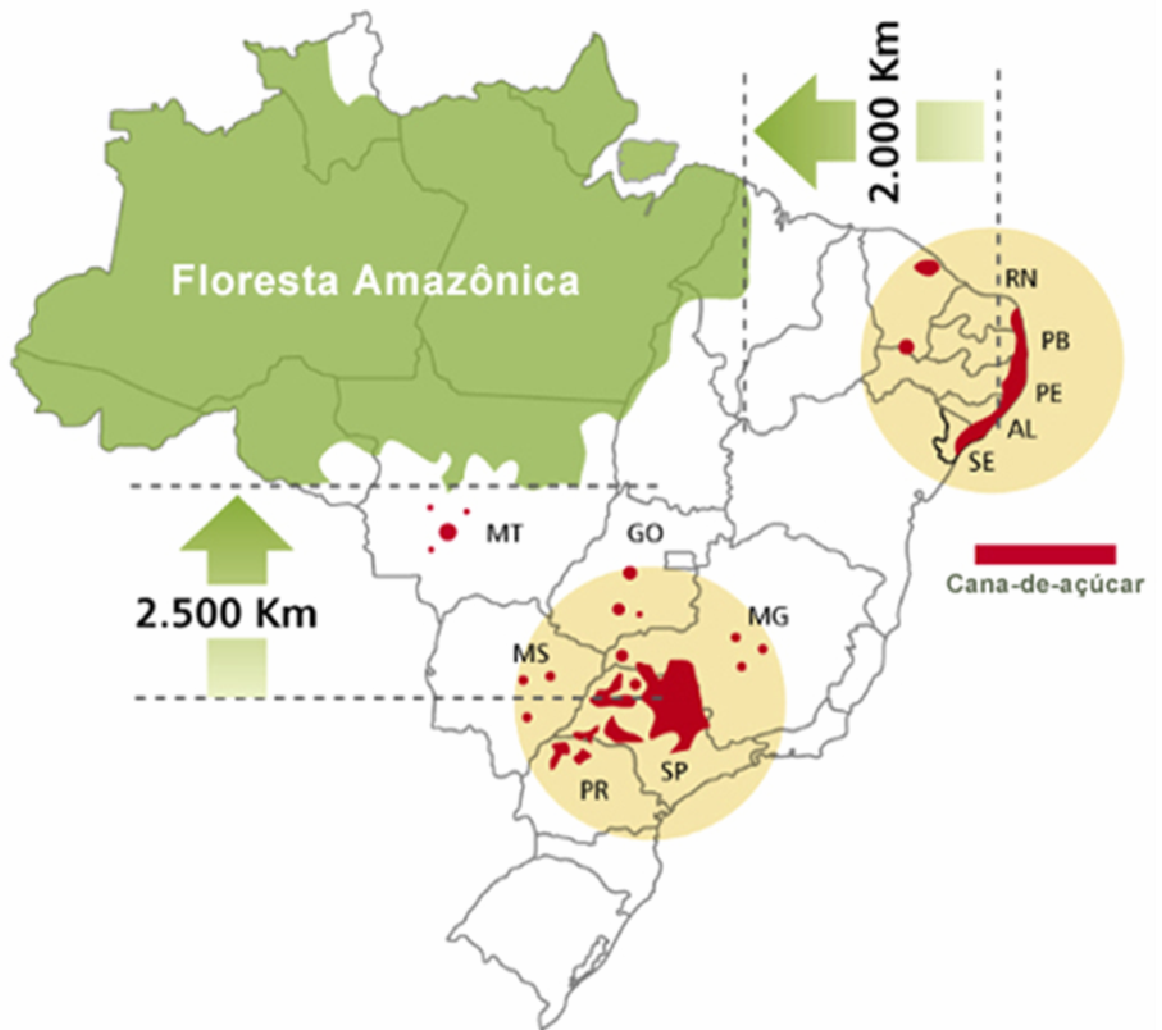 2.000 Km
Floresta Amazônica
RN
PB
PE
AL
SE
MT
GO
Cana-de-açúcar
2.500 Km
MG
MS
SP
PR